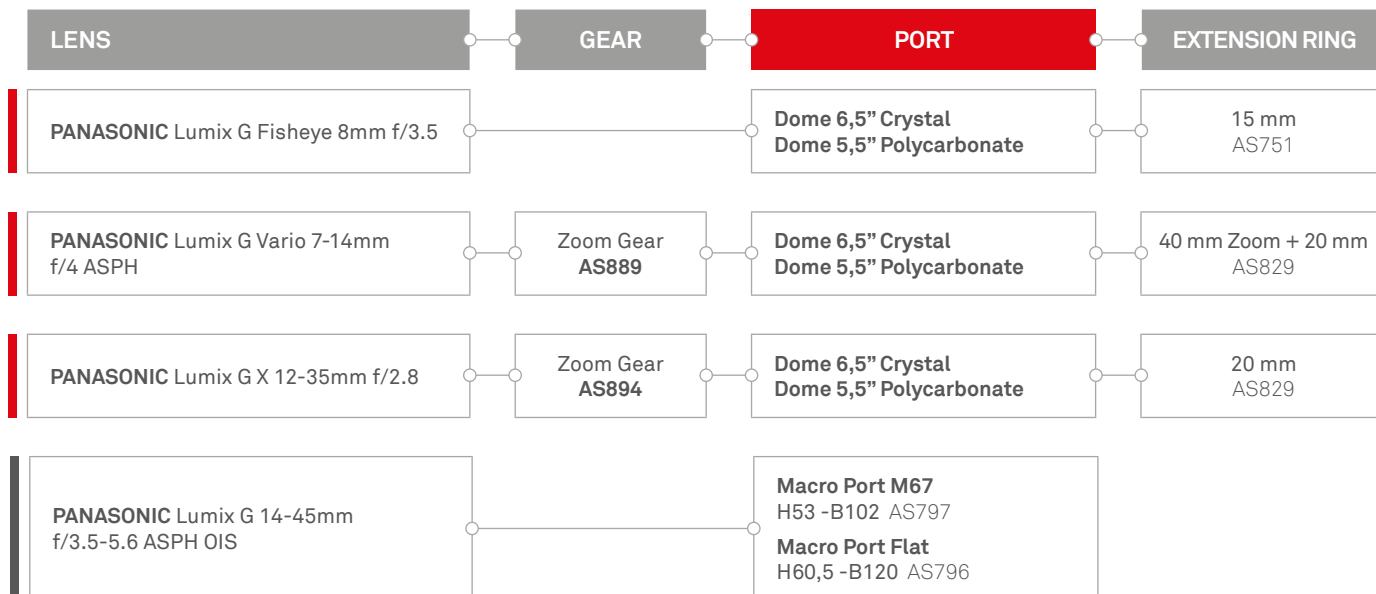 LENS
GEAR
PORT
EXTENSION RING
PANASONIC Lumix G Fisheye 8mm f/3.5
Dome 6,5” Crystal
Dome 5,5” Polycarbonate
15 mm
AS751
PANASONIC Lumix G Vario 7-14mm
f/4 ASPH
Zoom Gear
AS889
Dome 6,5” Crystal
Dome 5,5” Polycarbonate
40 mm Zoom + 20 mm
AS829
PANASONIC Lumix G X 12-35mm f/2.8
Zoom Gear
AS894
Dome 6,5” Crystal
Dome 5,5” Polycarbonate
20 mm
AS829
PANASONIC Lumix G 14-45mm
f/3.5-5.6 ASPH OIS
Macro Port M67
H53 -B102 AS797
Macro Port Flat
H60,5 -B120 AS796